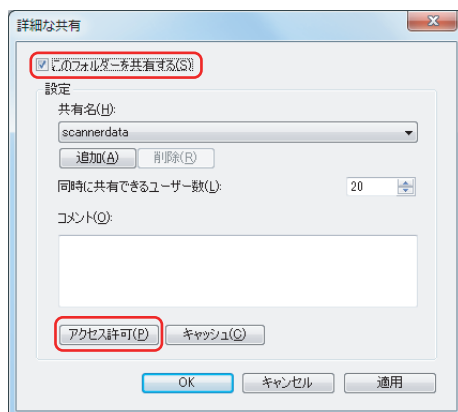 詳細な共有
このフォルダーを共有する(S)
設定
共有名(H):
scannerdata
追加(A) 削除(R)
同時に共有できるユーザー数(L): 20
コメント(O):
アクセス許可(P) キャッシュ(C)
OK キャンセル 適用